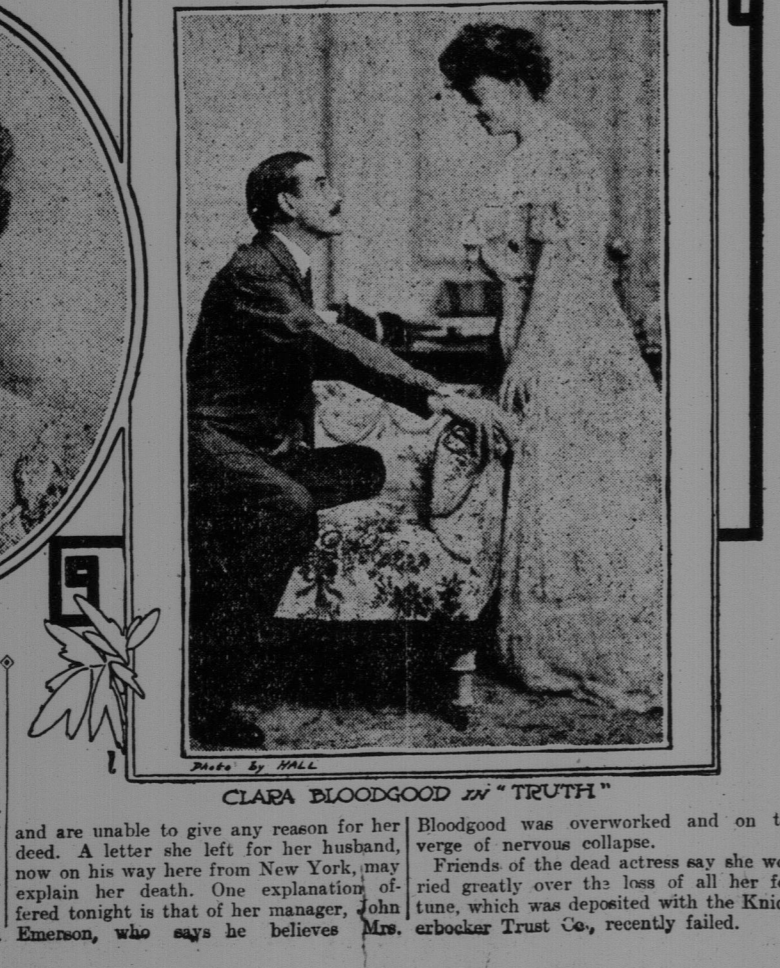 Photo by HALL
CLARA BLOODGOOD IN "TRUTH"
and are unable to give any reason for her
deed. A letter she left for her husband,
now on his way here from New York, may
explain her death. One explanation of-
fered tonight is that of her manager, John
Emerson, who says he believes Mrs.
Bloodgood was overworked and on t
verge of nervous collapse.
Friends of the dead actress say she wo
ried greatly over the loss of all her fo
tune, which was deposited with the Knic
erbocker Trust Co., recently failed.